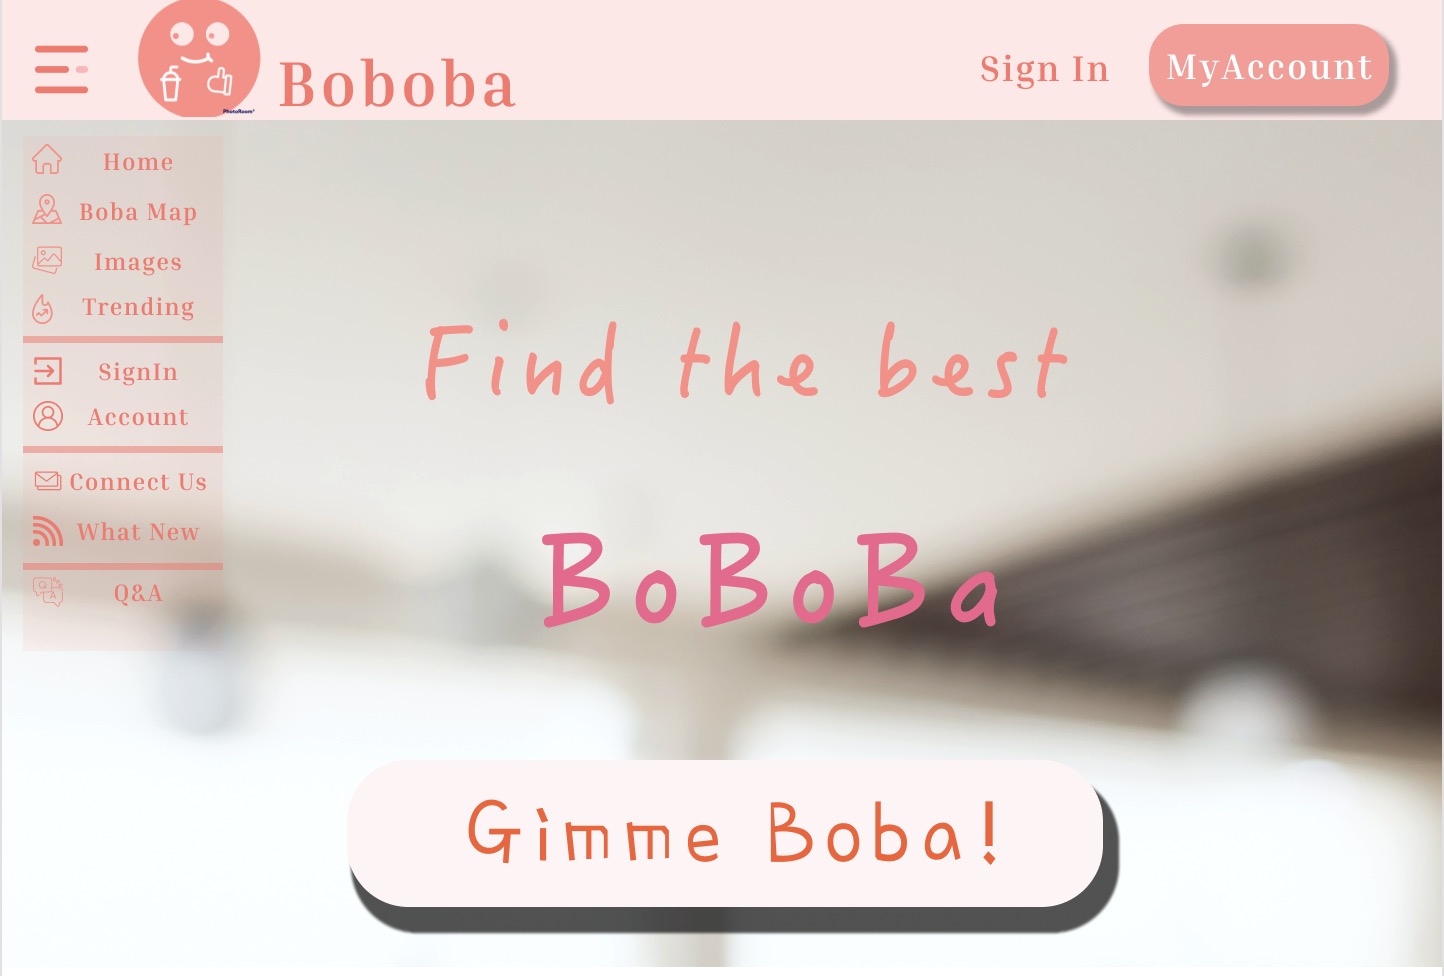 Boboba
Sign In
MyAccount
PhotoRoom
Home
Boba Map
Images
Trending
SignIn
Account
Connect Us
What New
Q&A
Find the best
BoBoBa
Gimme Boba!